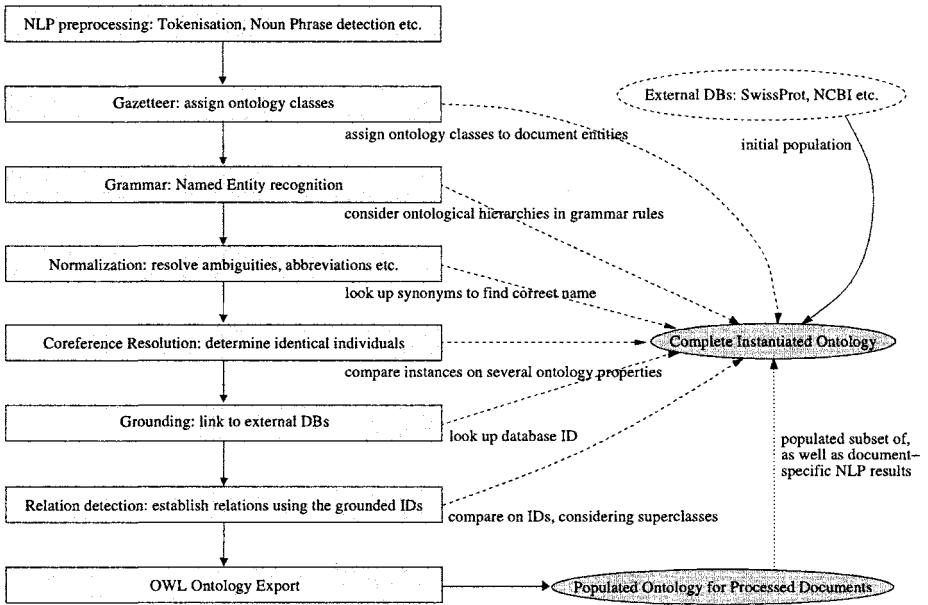 NLP preprocessing: Tokenisation, Noun Phrase detection etc.
Gazetteer: assign ontology classes
External DBs: SwissProt, NCBI etc.
assign ontology classes to document entities
initial population
Grammar: Named Entity recognition
consider ontological hierarchies in grammar rules
Normalization: resolve ambiguities, abbreviations etc.
look up synonyms to find correct name
Coreference Resolution: determine identical individuals
Complete Instantiated Ontology
compare instances on several ontology properties
Grounding: link to external DBs
look up database ID
populated subset of,
as well as document–
specific NLP results
Relation detection: establish relations using the grounded IDs
compare on IDs, considering superclasses
OWL Ontology Export
Populated Ontology for Processed Documents